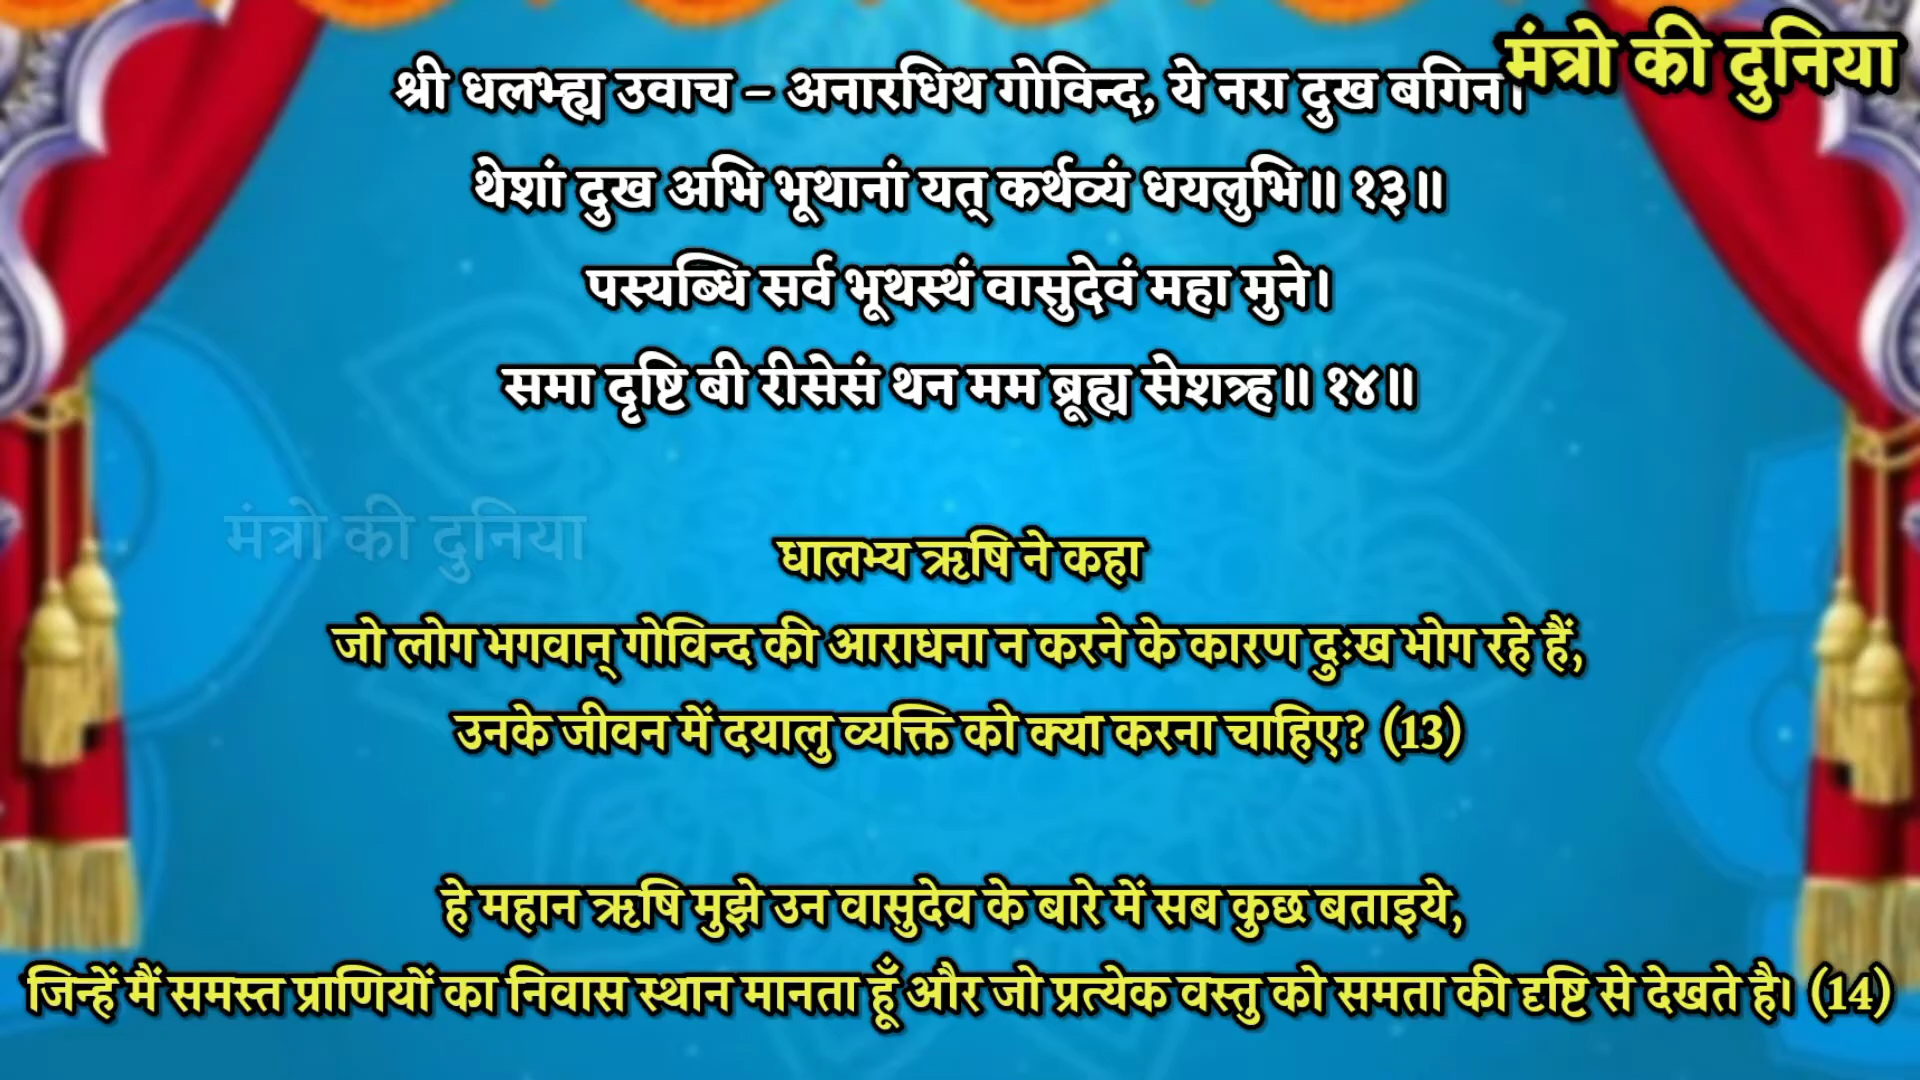 मंत्रो की दुनिया
श्री धलभ्ह्य उवाच – अनारधिथ गोविन्द, ये नरा दुख बगिन।
थेशां दुख अभि भूथानां यत् कर्थव्यं धयलुभि॥ १३॥
पस्यब्धि सर्व भूथस्थं वासुदेवं महा मुने।
समा दृष्टि बी रीसेसं थन मम ब्रूह्य सेशत्र्ह॥ १४॥
मंत्रो की दुनिया
धालभ्य ऋषि ने कहा
जो लोग भगवान् गोविन्द की आराधना न करने के कारण दुःख भोग रहे हैं,
उनके जीवन में दयालु व्यक्ति को क्या करना चाहिए? (13)
हे महान ऋषि मुझे उन वासुदेव के बारे में सब कुछ बताइये,
जिन्हें मैं समस्त प्राणियों का निवास स्थान मानता हूँ और जो प्रत्येक वस्तु को समता की दृष्टि से देखते है। (14)